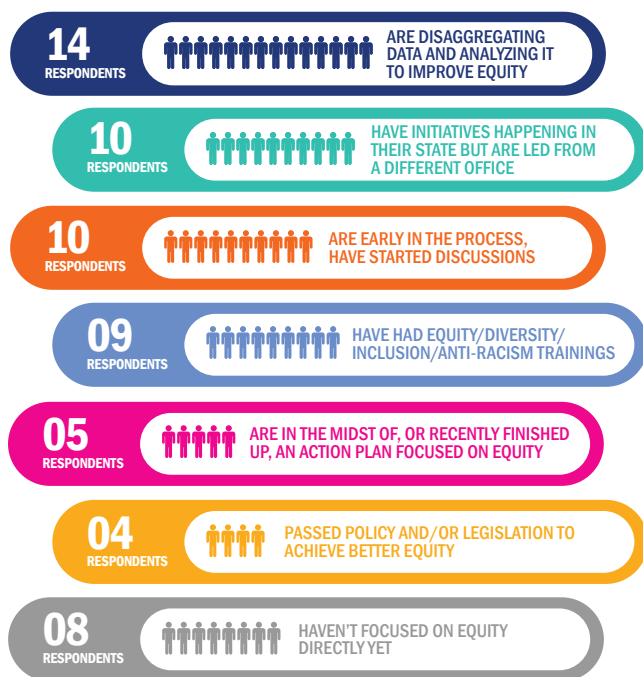 14
RESPONDENTS
ARE DISAGGREGATING
DATA AND ANALYZING IT
TO IMPROVE EQUITY
10
RESPONDENTS
HAVE INITIATIVES HAPPENING IN
THEIR STATE BUT ARE LED FROM
A DIFFERENT OFFICE
10
RESPONDENTS
ARE EARLY IN THE PROCESS,
HAVE STARTED DISCUSSIONS
09
RESPONDENTS
HAVE HAD EQUITY/DIVERSITY/
INCLUSION/ANTI-RACISM TRAININGS
05
RESPONDENTS
ARE IN THE MIDST OF, OR RECENTLY FINISHED
UP, AN ACTION PLAN FOCUSED ON EQUITY
04
RESPONDENTS
PASSED POLICY AND/OR LEGISLATION TO
ACHIEVE BETTER EQUITY
08
RESPONDENTS
HAVEN'T FOCUSED ON EQUITY
DIRECTLY YET